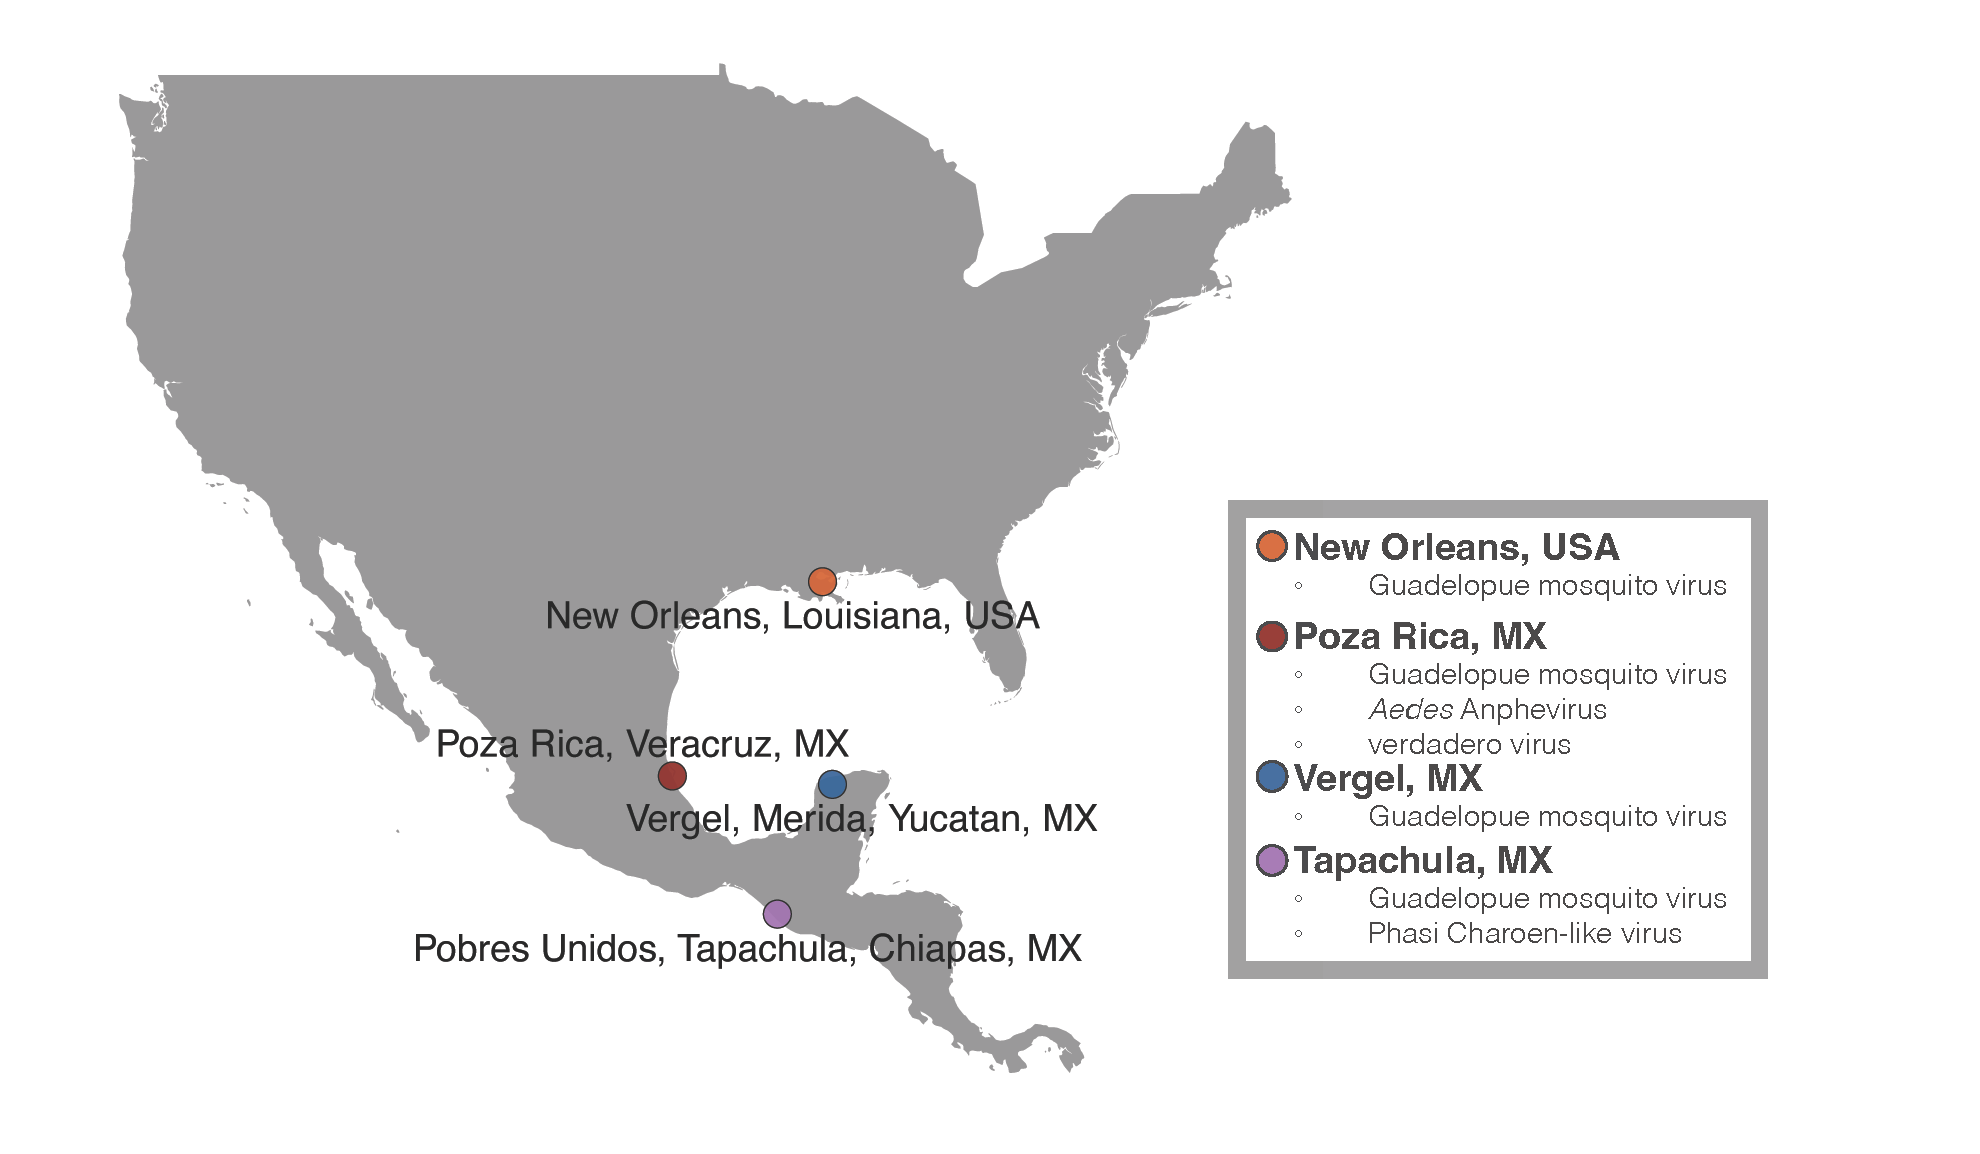 New Orleans, Louisiana, USA
Poza Rica, Veracruz, MX
Vergel, Merida, Yucatan, MX
Pobres Unidos, Tapachula, Chiapas, MX
New Orleans, USA
◦ Guadelopue mosquito virus
Poza Rica, MX
◦ Guadelopue mosquito virus
◦ Aedes Anphevirus
◦ verdadero virus
Vergel, MX
◦ Guadelopue mosquito virus
Tapachula, MX
◦ Guadelopue mosquito virus
◦ Phasi Charoen-like virus